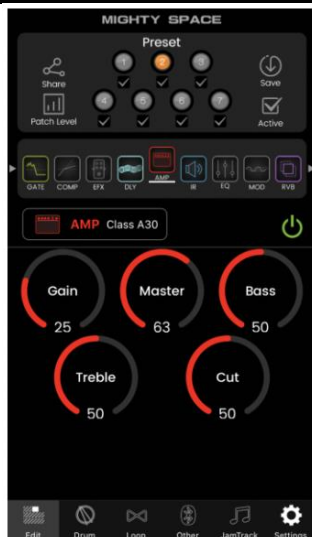 MIGHTY SPACE
Preset
1 2 3
Share
Save
4 5 6 7
Patch Level
Active
GATE COMP EFX DLY AMP IR EQ MOD RVB
AMP Class A30
Gain Master Bass
25 63 50
Treble Cut
50 50
Edit Drum Loop Other JamTrack Settings